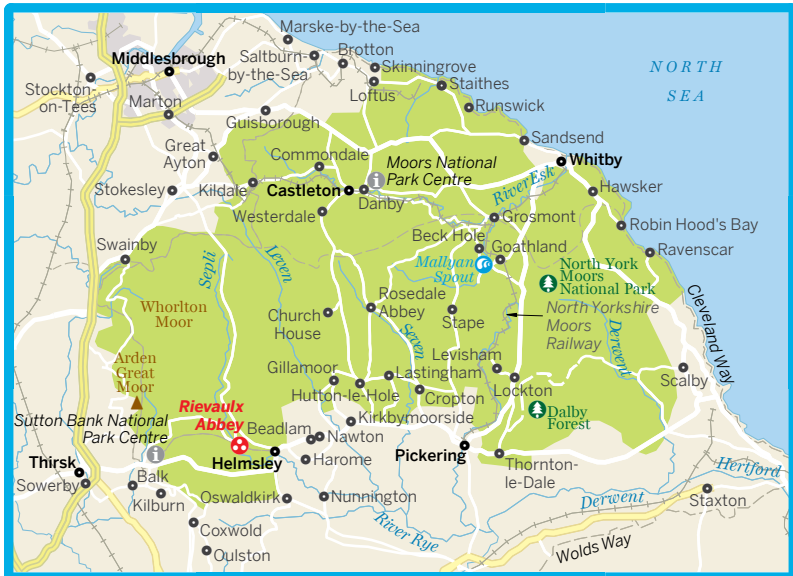 Marske-by-the-Sea
Middlesbrough
Saltburn-
by-the-Sea
Brotton
Skinningrove
NORTH
SEA
Stockton-
on-Tees
Loftus
Staithes
Marton
Runswick
Guisborough
Sandsend
Great
Ayton
Commondale
Moors National
Park Centre
Whitby
Stokesley
Kildale
Castleton
Danby
River Esk
Hawsker
Westerdale
Grosmont
Robin Hood's Bay
Swainby
Sepli
Leven
Beck Hole
Goathland
Ravenscar
Mallyan
Spout
North York
Moors
National Park
Whorlton
Moor
Rosedale
Abbey
Church
House
Seven
Stape
North Yorkshire
Moors
Railway
Derwent
Cleveland Way
Arden
Great
Moor
Gillamoor
Levisham
Lastingham
Lockton
Scalby
Hutton-le-Hole
Cropton
Rievaulx
Abbey
Sutton Bank National
Park Centre
Kirkbymoorside
Dalby
Forest
Beadlam
Nawton
Thirsk
Helmsley
Harome
Pickering
Thornton-
le-Dale
Hertford
Sowerby
Balk
Kilburn
Oswaldkirk
Nunnington
Derwent
Staxton
Coxwold
River Rye
Oulston
Wolds Way